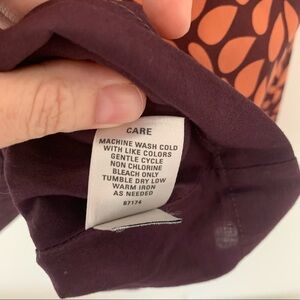 CARE
MACHINE WASH COLD
WITH LIKE COLORS
GENTLE CYCLE
NON CHLORINE
BLEACH ONLY
TUMBLE DRY LOW
WARM IRON
AS NEEDED
87174